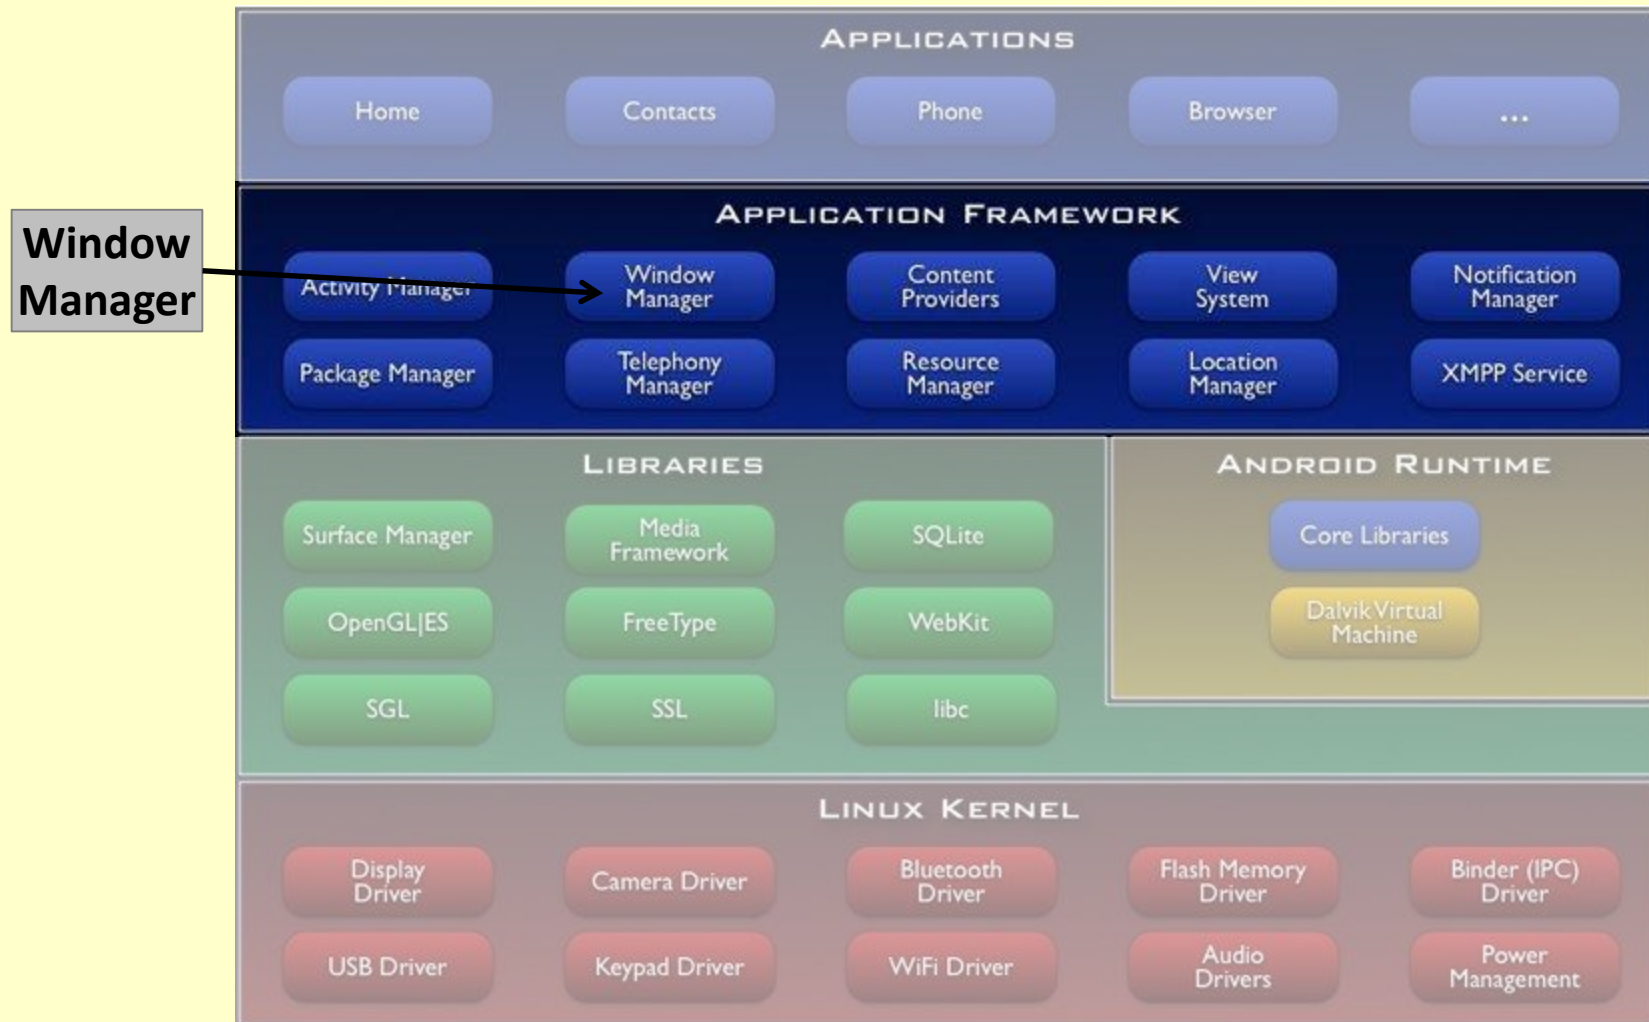 APPLICATIONS
Home
Contacts
Phone
Browser
...
Window
Manager
APPLICATION FRAMEWORK
Activity Manager
Window
Manager
Content
Providers
View
System
Notification
Manager
Package Manager
Telephony
Manager
Resource
Manager
Location
Manager
XMPP Service
LIBRARIES
Surface Manager
Media
Framework
SQLite
OpenGL|ES
FreeType
WebKit
SGL
SSL
libc
ANDROID RUNTIME
Core Libraries
Dalvik Virtual
Machine
LINUX KERNEL
Display
Driver
Camera Driver
Bluetooth
Driver
Flash Memory
Driver
Binder (IPC)
Driver
USB Driver
Keypad Driver
WiFi Driver
Audio
Drivers
Power
Management